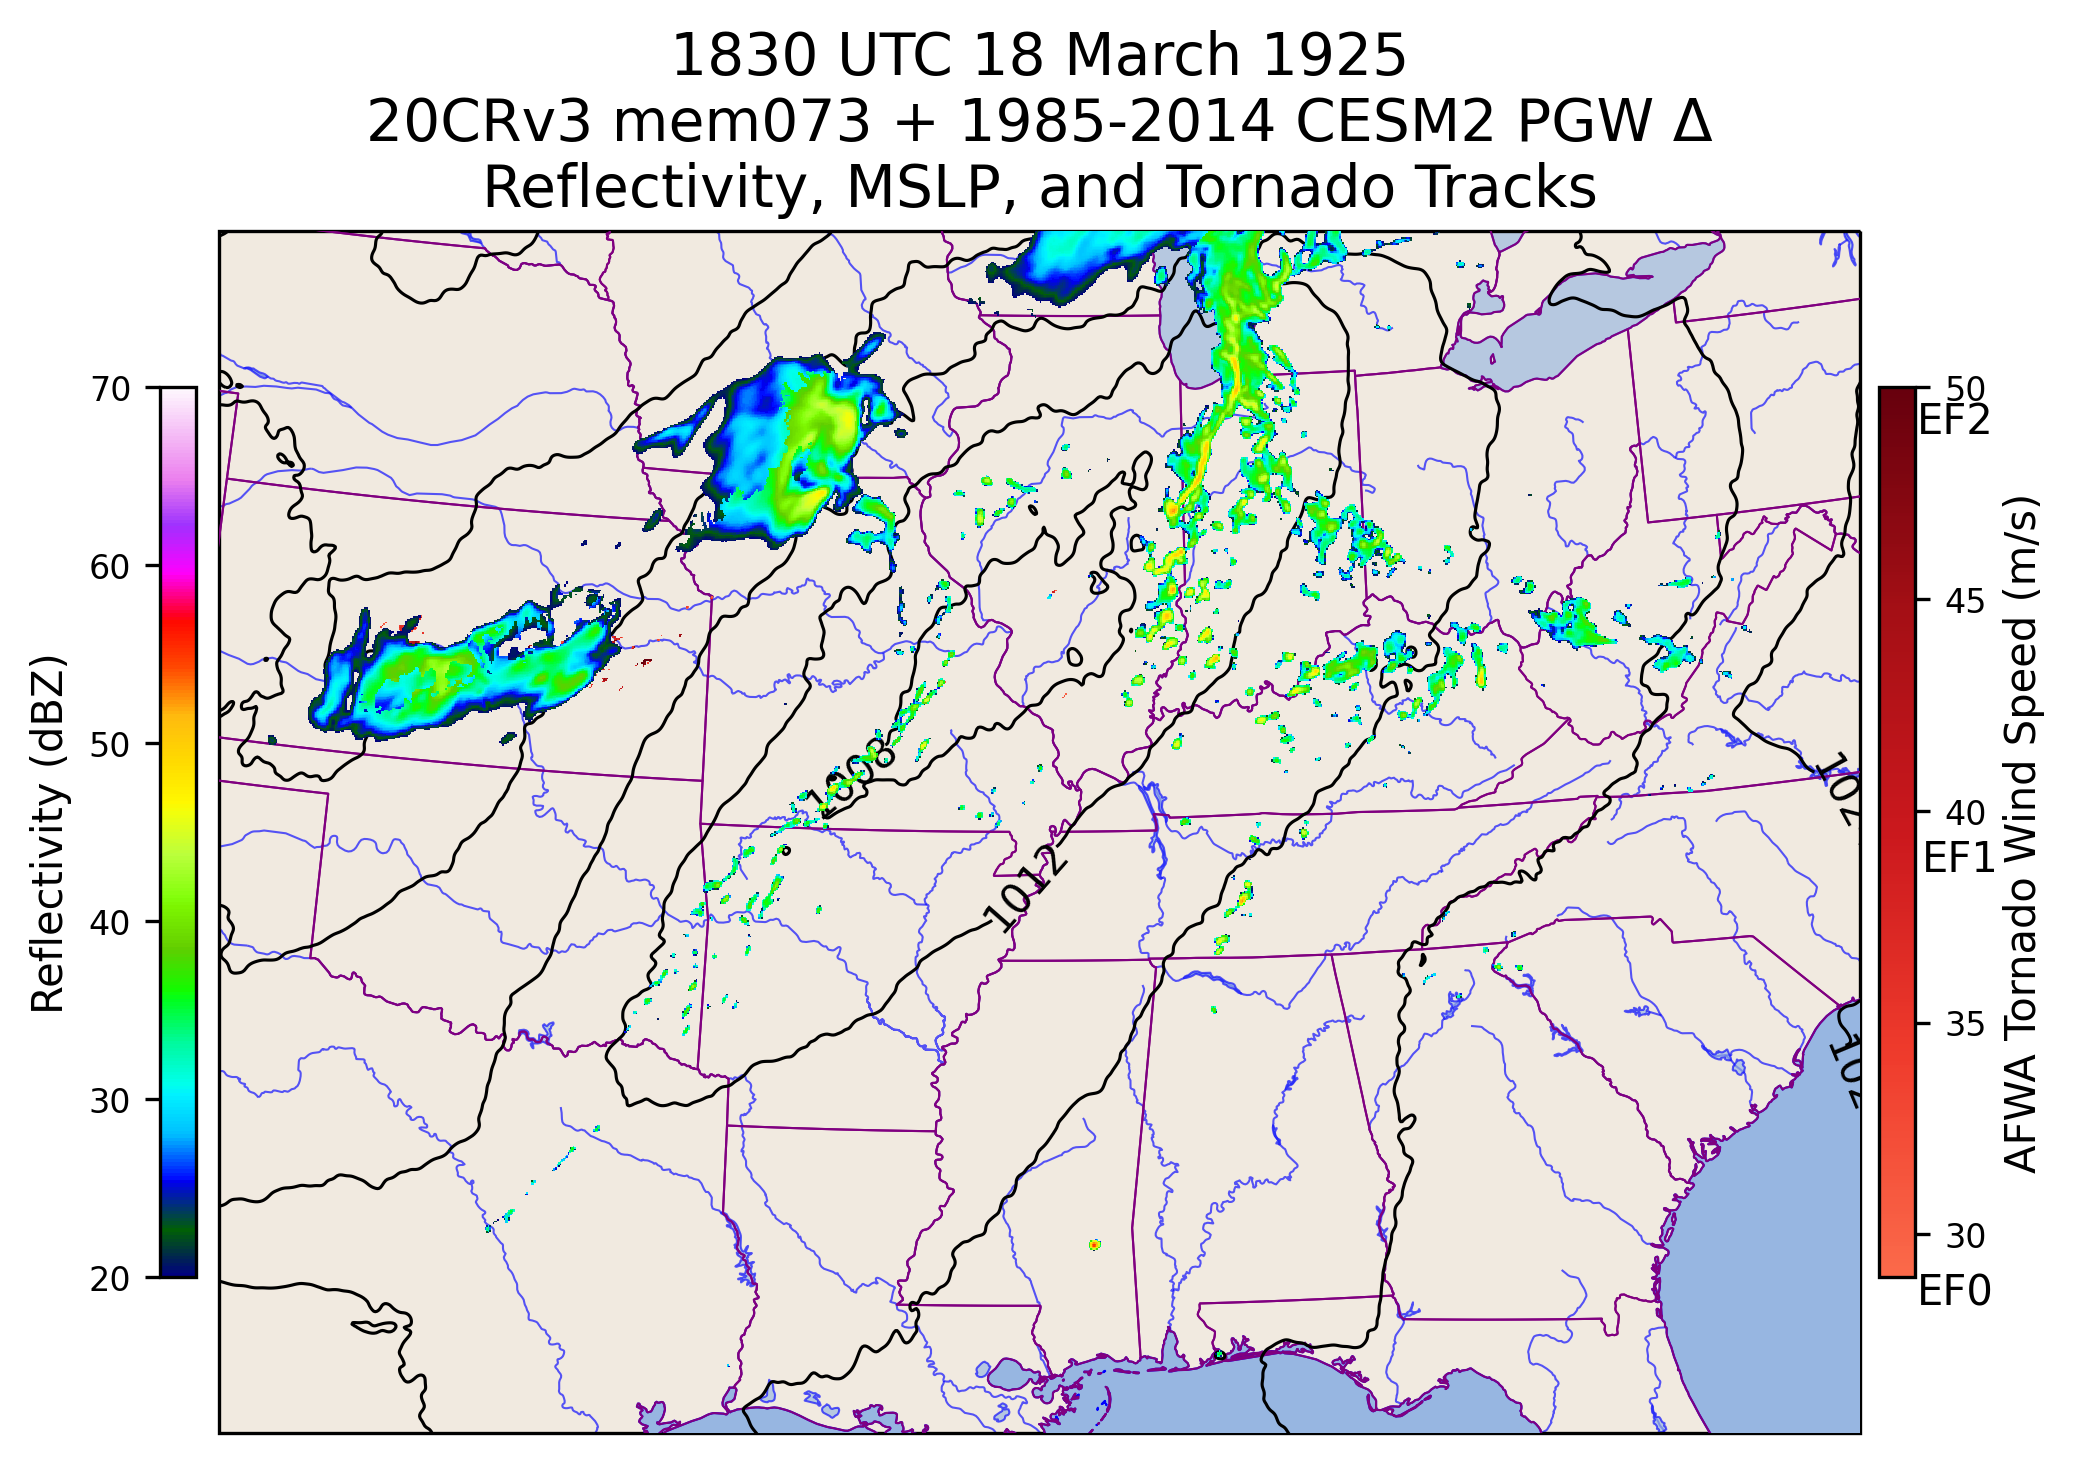 1830 UTC 18 March 1925
20CRv3 mem073 + 1985-2014 CESM2 PGW Δ
Reflectivity, MSLP, and Tornado Tracks
Reflectivity (dBZ)
70
60
50
40
30
20
1008
1012
102
102
50
EF2
45
40
EF1
35
30
EF0
AFWA Tornado Wind Speed (m/s)